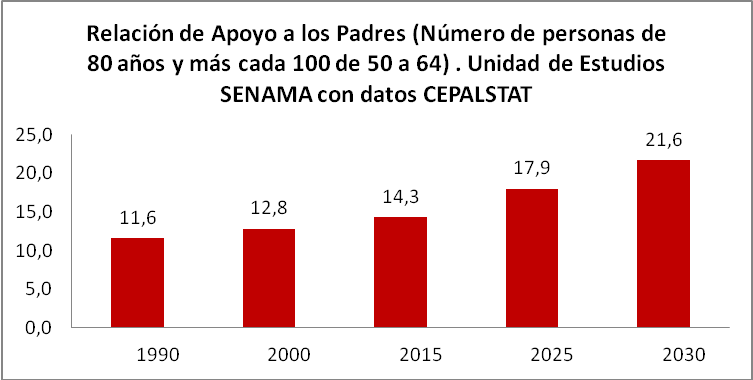 Relación de Apoyo a los Padres (Número de personas de
80 años y más cada 100 de 50 a 64) . Unidad de Estudios
SENAMA con datos CEPALSTAT
25,0
20,0
15,0
10,0
5,0
0,0
11,6
12,8
14,3
17,9
21,6
1990 2000 2015 2025 2030